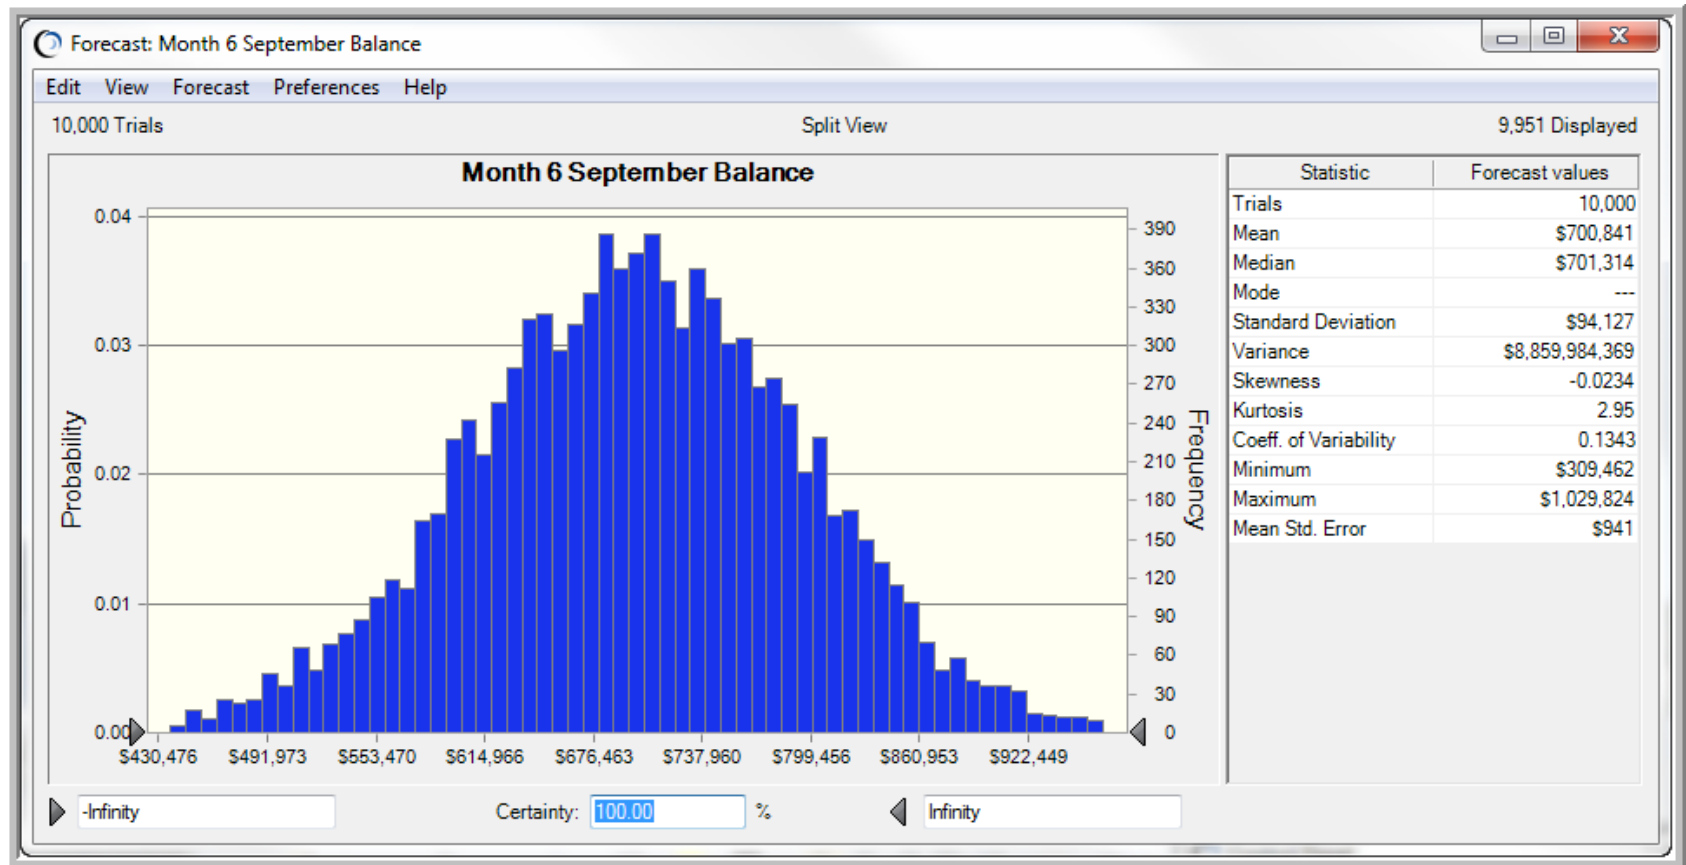 Forecast: Month 6 September Balance
Edit View Forecast Preferences Help
10,000 Trials Split View 9,951 Displayed
Month 6 September Balance
Probability
0.04
0.03
0.02
0.01
0.00
390
360
330
300
270
240
210
180
150
120
90
60
30
0
Frequency
$430,476 $491,973 $553,470 $614,966 $676,463 $737,960 $799,456 $860,953 $922,449
Statistic Forecast values
Trials 10,000
Mean $700,841
Median $701,314
Mode ---
Standard Deviation $94,127
Variance $8,859,984,369
Skewness -0.0234
Kurtosis 2.95
Coeff. of Variability 0.1343
Minimum $309,462
Maximum $1,029,824
Mean Std. Error $941
-Infinity Certainty: 100.00 % Infinity